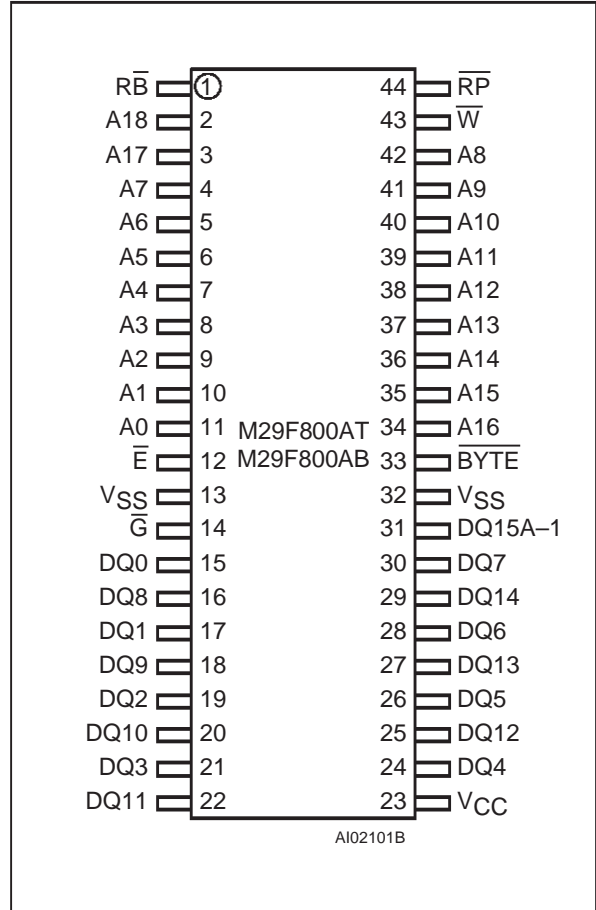 RB̅ 1 44 R̅P̅
A18 2 43 W̅
A17 3 42 A8
A7 4 41 A9
A6 5 40 A10
A5 6 39 A11
A4 7 38 A12
A3 8 37 A13
A2 9 36 A14
A1 10 35 A15
A0 11 M29F800AT 34 A16
E̅ 12 M29F800AB 33 B̅Y̅T̅E̅
VSS 13 32 VSS
G̅ 14 31 DQ15A–1
DQ0 15 30 DQ7
DQ8 16 29 DQ14
DQ1 17 28 DQ6
DQ9 18 27 DQ13
DQ2 19 26 DQ5
DQ10 20 25 DQ12
DQ3 21 24 DQ4
DQ11 22 23 VCC
AI02101B